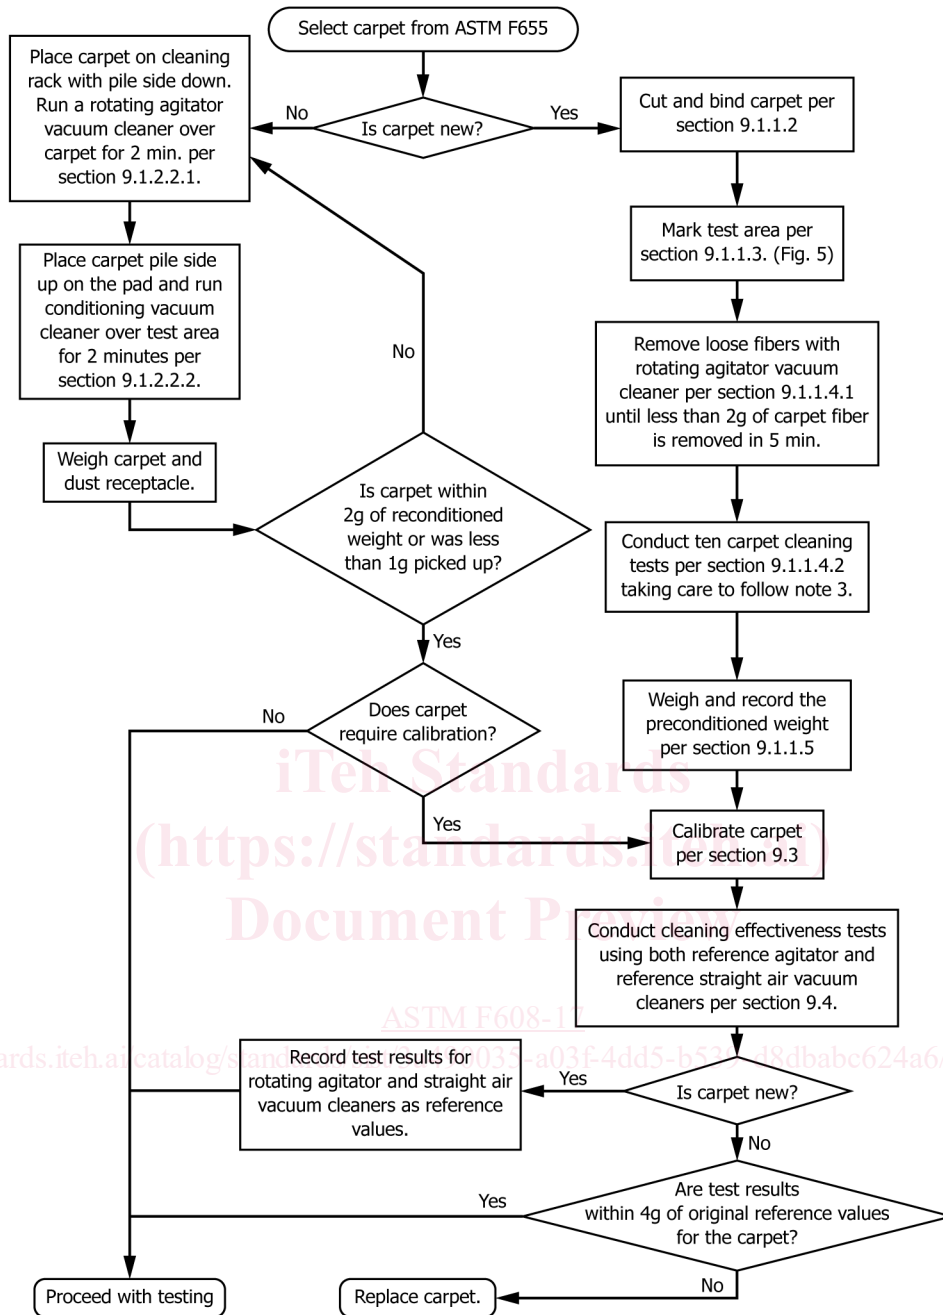 Select carpet from ASTM F655
Is carpet new?
No
Yes
Place carpet on cleaning
rack with pile side down.
Run a rotating agitator
vacuum cleaner over
carpet for 2 min. per
section 9.1.2.2.1.
Place carpet pile side
up on the pad and run
conditioning vacuum
cleaner over test area
for 2 minutes per
section 9.1.2.2.2.
Weigh carpet and
dust receptacle.
Is carpet within
2g of reconditioned
weight or was less
than 1g picked up?
No
Yes
Does carpet
require calibration?
No
Yes
Cut and bind carpet per
section 9.1.1.2
Mark test area per
section 9.1.1.3. (Fig. 5)
Remove loose fibers with
rotating agitator vacuum
cleaner per section 9.1.1.4.1
until less than 2g of carpet fiber
is removed in 5 min.
Conduct ten carpet cleaning
tests per section 9.1.1.4.2
taking care to follow note 3.
Weigh and record the
preconditioned weight
per section 9.1.1.5
Calibrate carpet
per section 9.3
Conduct cleaning effectiveness tests
using both reference agitator and
reference straight air vacuum
cleaners per section 9.4.
Is carpet new?
Yes
No
Record test results for
rotating agitator and straight air
vacuum cleaners as reference
values.
Are test results
within 4g of original reference values
for the carpet?
Yes
No
Proceed with testing
Replace carpet.
iTeh Standards
(https://standards.iteh.ai)
Document Preview
ASTM F608-17